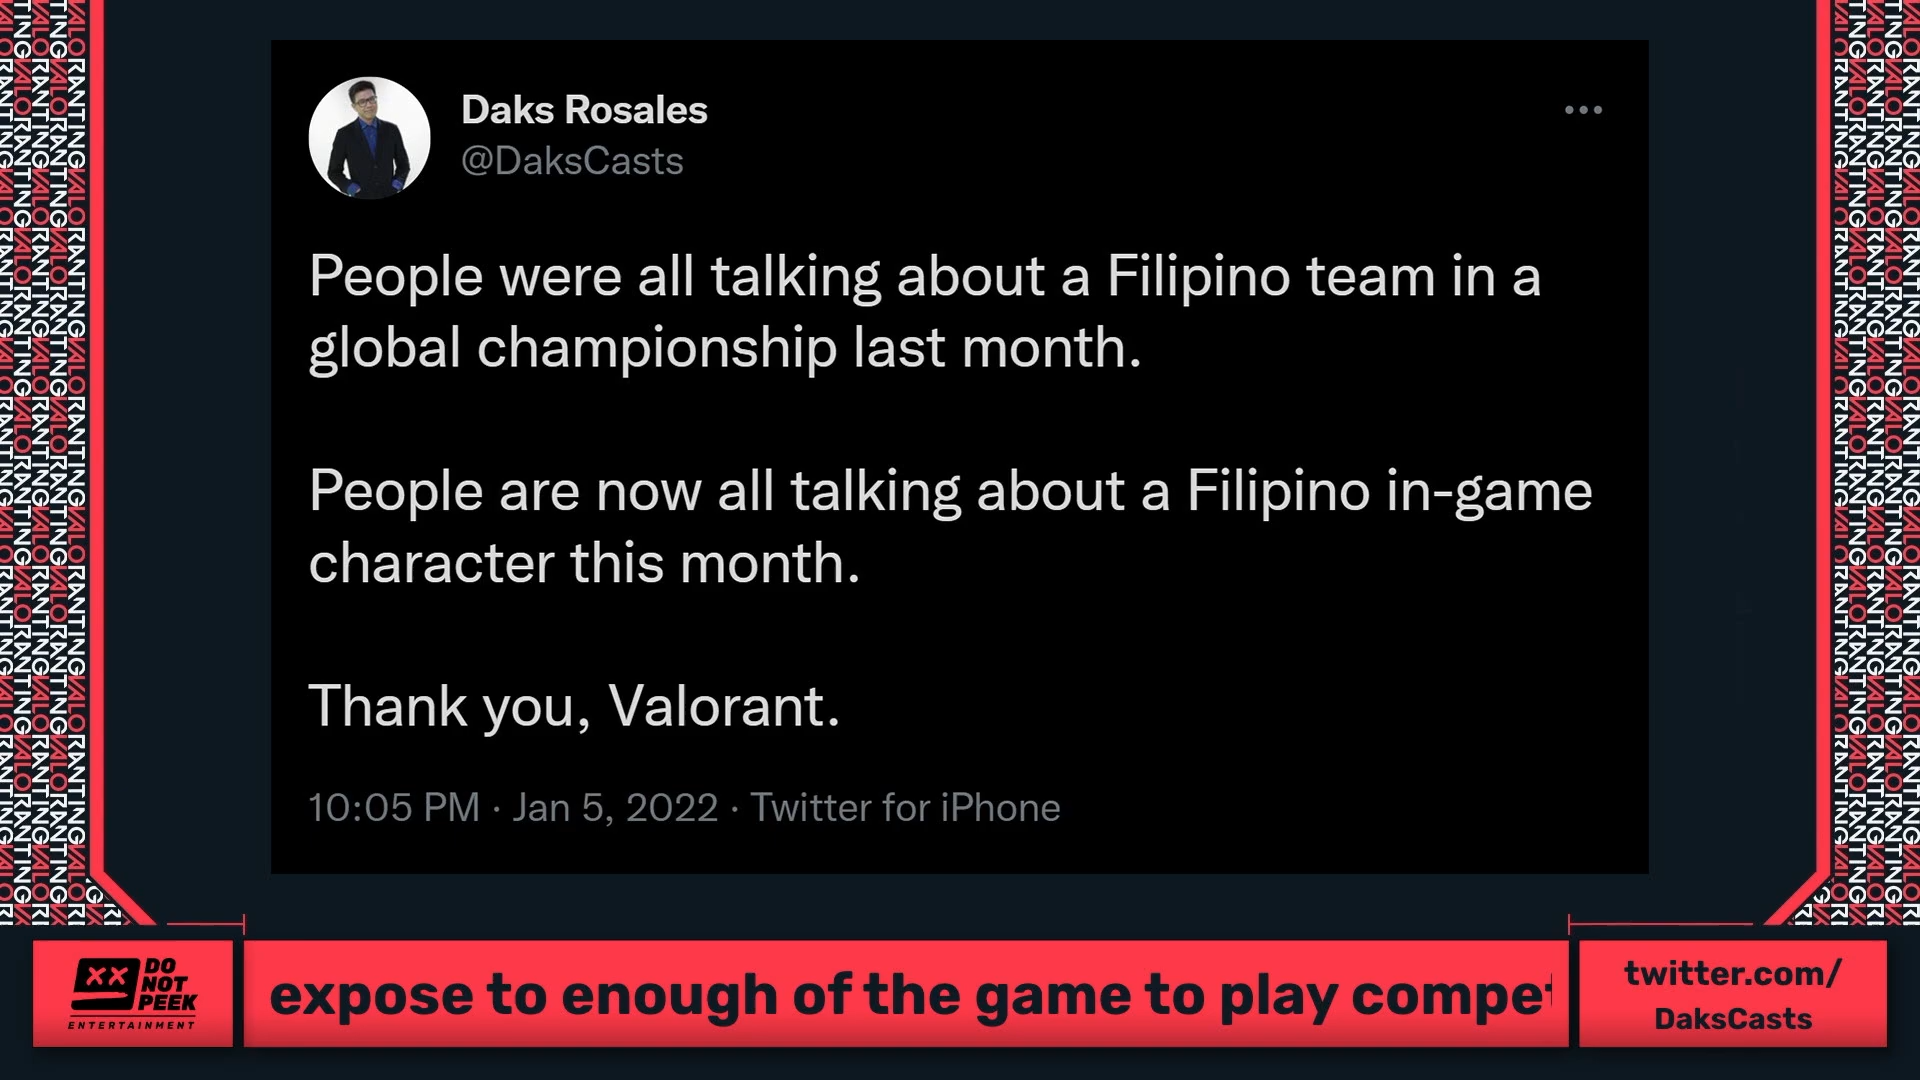 Daks Rosales
@DaksCasts
People were all talking about a Filipino team in a
global championship last month.
People are now all talking about a Filipino in-game
character this month.
Thank you, Valorant.
10:05 PM · Jan 5, 2022 · Twitter for iPhone
DO
NOT
PEEK
ENTERTAINMENT
expose to enough of the game to play compet
twitter.com/
DaksCasts
VALORANTING